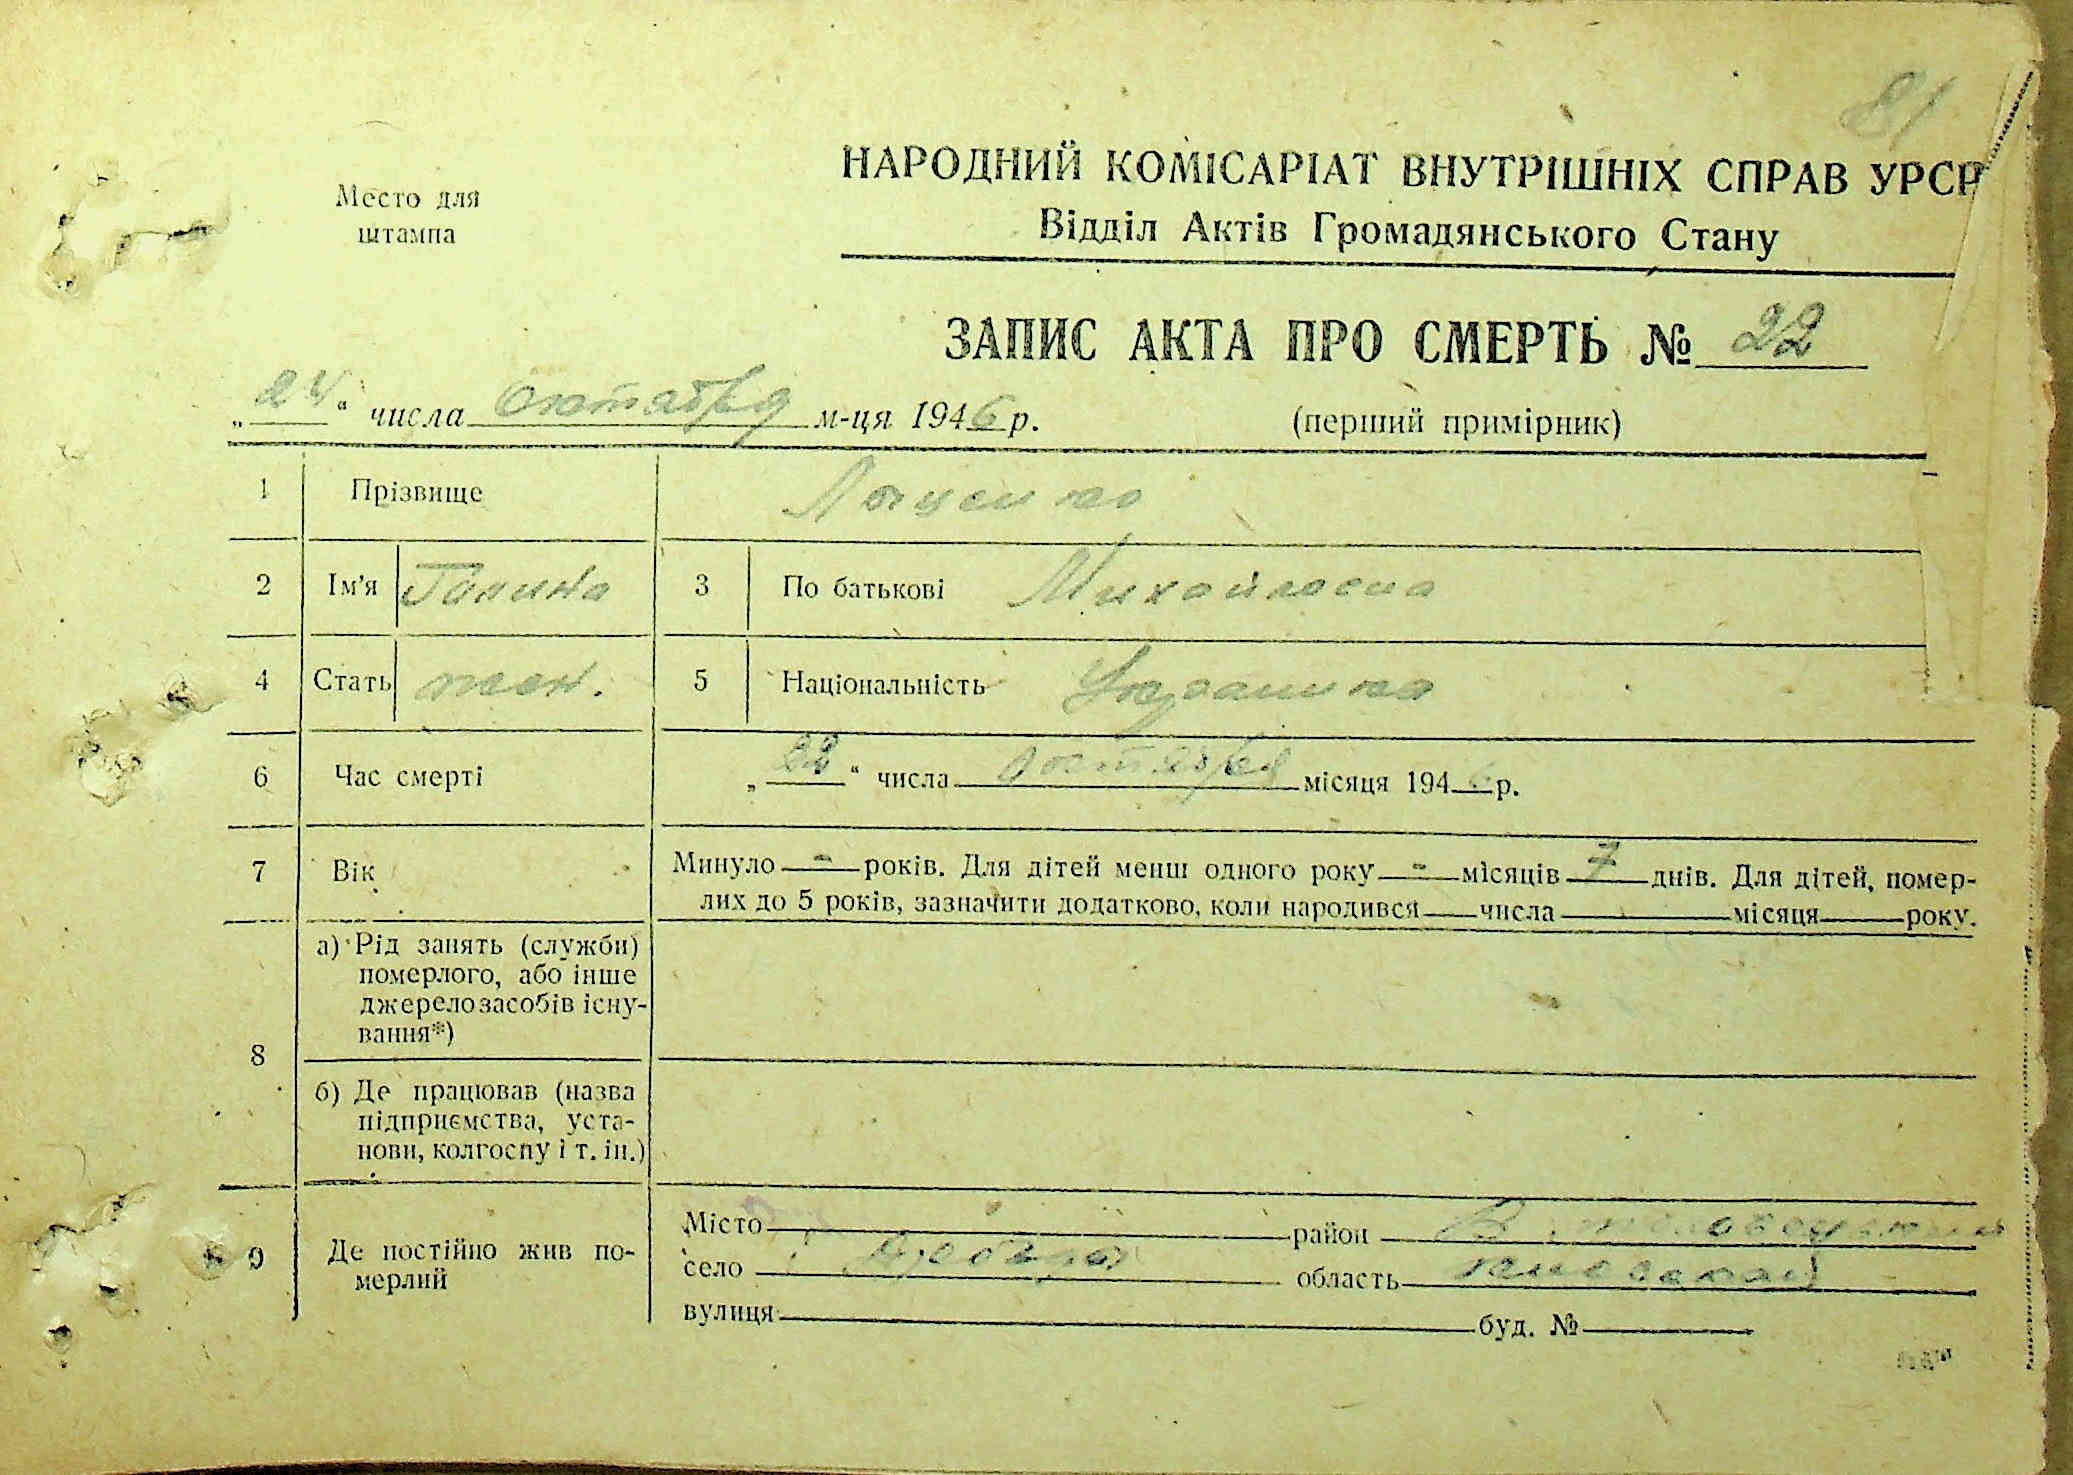 81
Место для
штампа
НАРОДНИЙ КОМІСАРІАТ ВНУТРІШНІХ СПРАВ УРСР
Відділ Актів Громадянського Стану
ЗАПИС АКТА ПРО СМЕРТЬ № 22
„24“ числа октября м-ця 1946 р. (перший примірник)
1 Прізвище
2 Ім'я Галина 3 По батькові Михайловна
4 Стать жен. 5 Національність Украинка
6 Час смерті „22“ числа октября місяця 1946 р.
7 Вік Минуло - років. Для дітей менш одного року - місяців 7 днів. Для дітей, помер-
лих до 5 років, зазначити додатково, коли народився числа місяця року.
8 а) Рід занять (служби)
померлого, або інше
джерело засобів існу-
вання*)
б) Де працював (назва
підприємства, уста-
нови, колгоспу і т. ін.)
9 Де постійно жив по-
мерлий
Місто район
село область киевская
вулиця буд. №